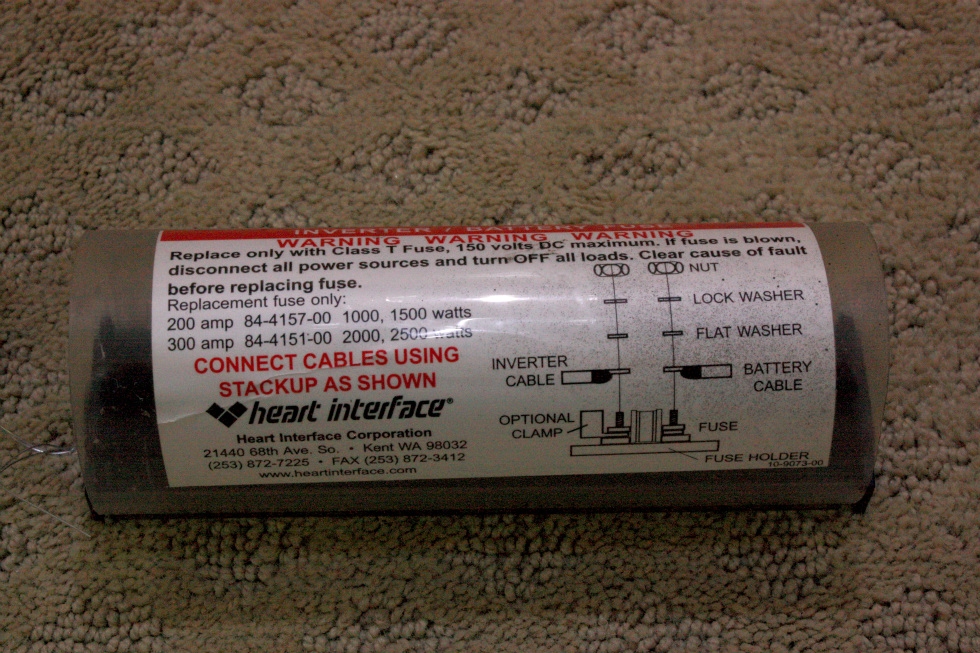 INVERTER / BATTERY
WARNING WARNING WARNING
Replace only with Class T Fuse, 150 volts DC maximum. If fuse is blown,
disconnect all power sources and turn OFF all loads. Clear cause of fault
before replacing fuse.
Replacement fuse only:
200 amp 84-4157-00 1000, 1500 watts
300 amp 84-4151-00 2000, 2500 watts
CONNECT CABLES USING
STACKUP AS SHOWN
heart interface®
Heart Interface Corporation
21440 68th Ave. So. • Kent WA 98032
(253) 872-7225 • FAX (253) 872-3412
www.heartinterface.com
NUT
LOCK WASHER
FLAT WASHER
INVERTER
CABLE
BATTERY
CABLE
OPTIONAL
CLAMP
FUSE
FUSE HOLDER
10-9073-00